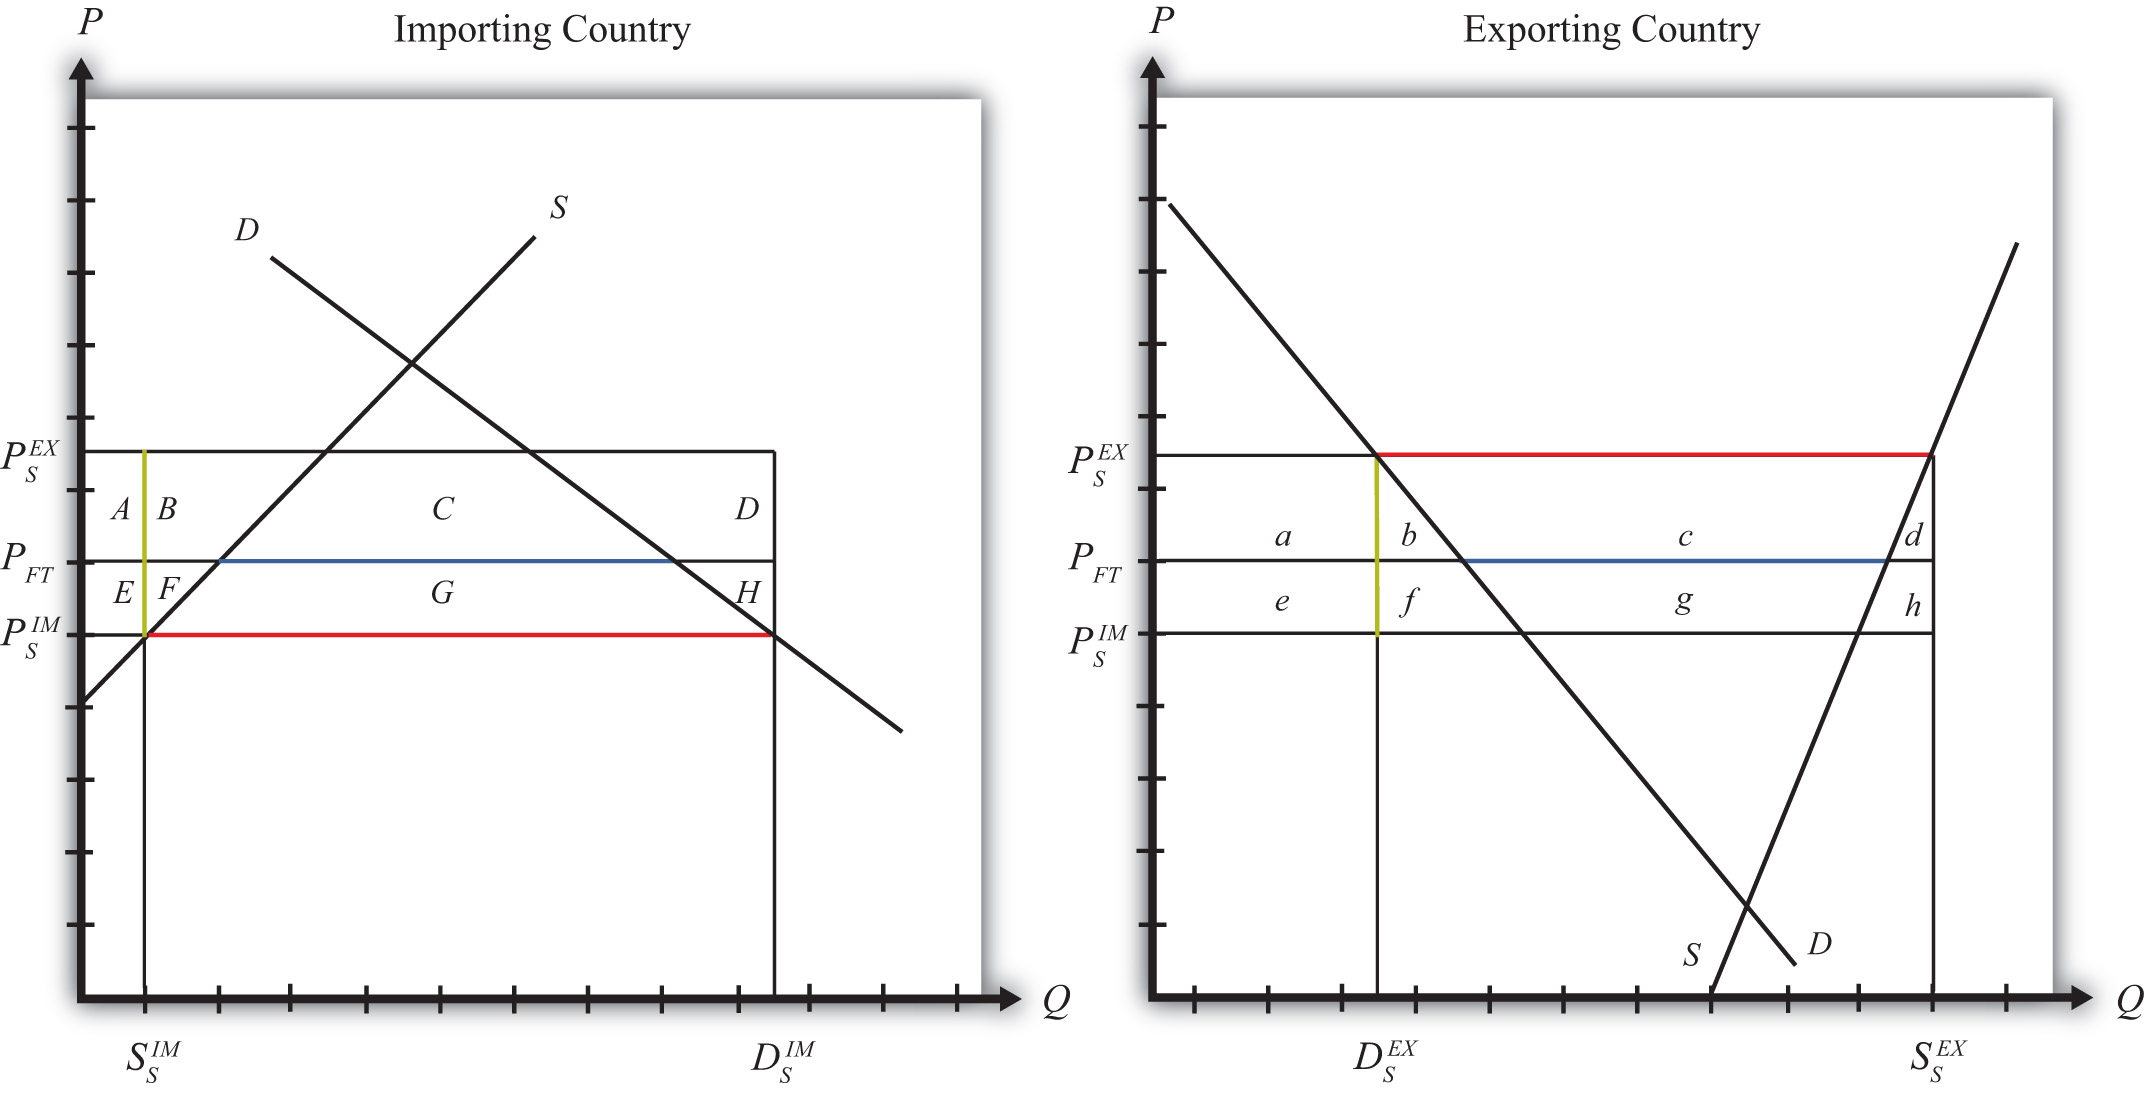 P Importing Country
D S
P_S^EX
A B C D
P_FT
E F G H
P_S^IM
Q
S_S^IM D_S^IM
P Exporting Country
P_S^EX
a b c d
P_FT
e f g h
P_S^IM
S D
Q
D_S^EX S_S^EX